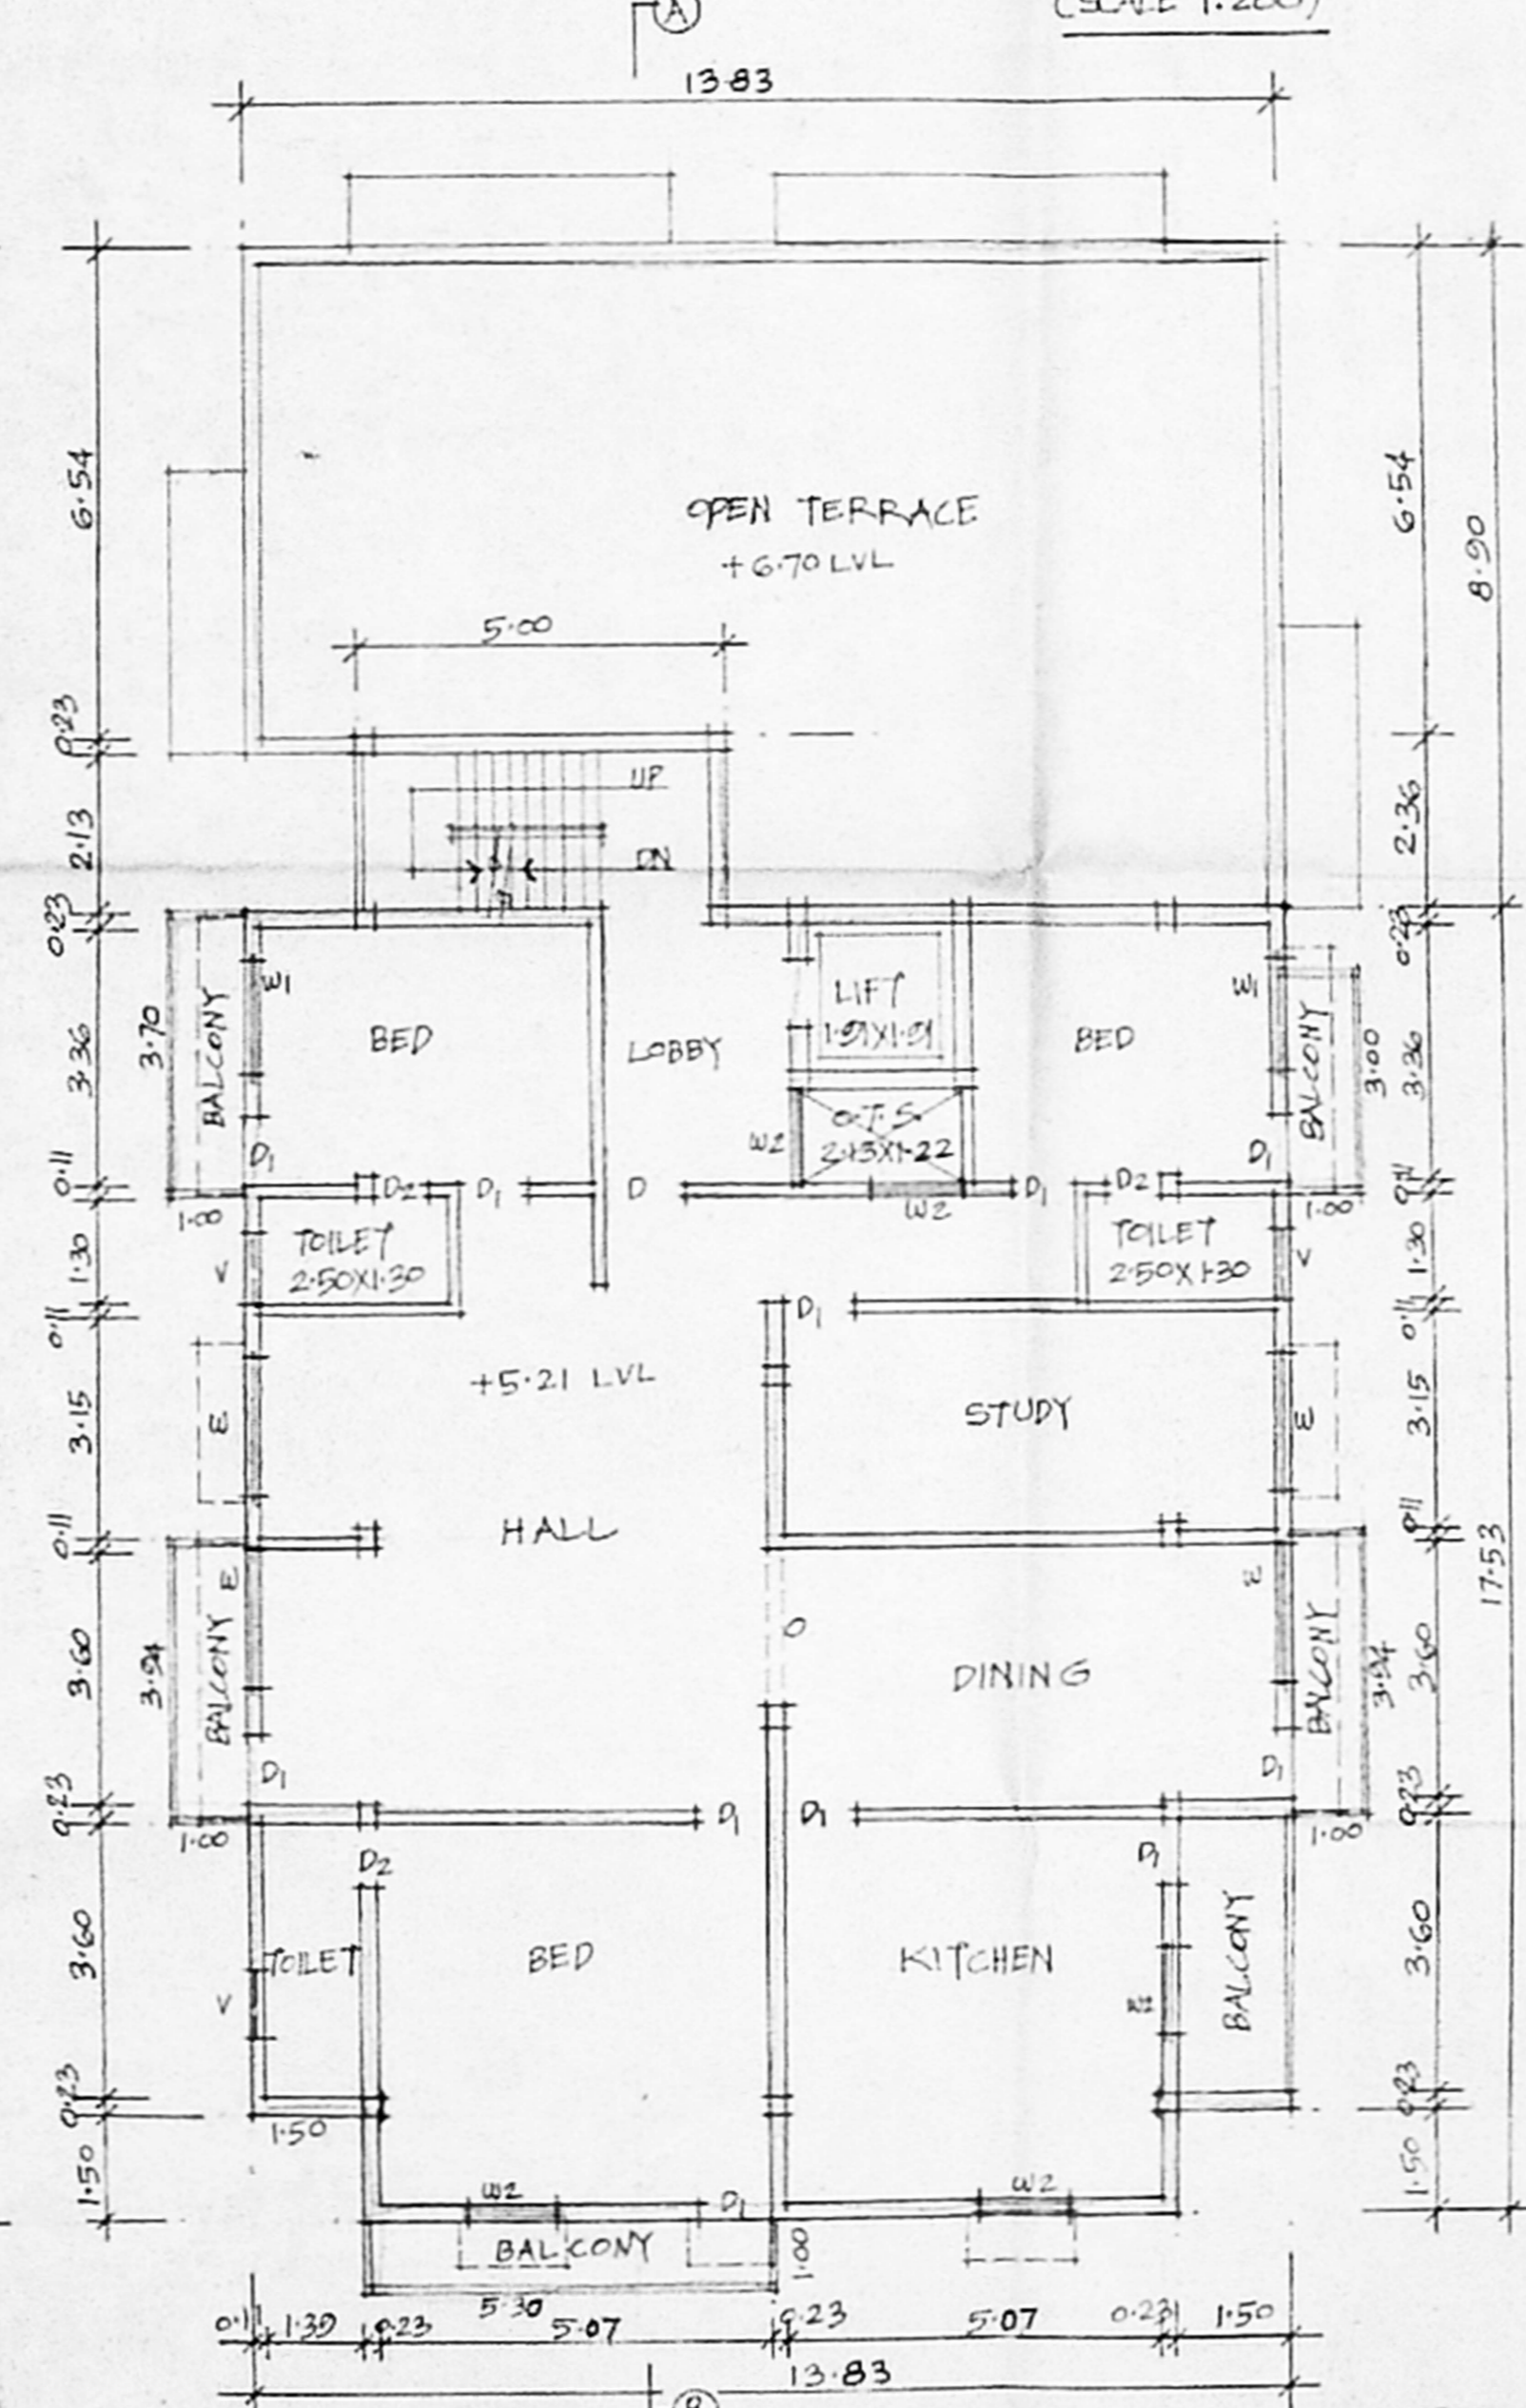 A
(SCALE 1:200)
13.83
OPEN TERRACE
+6.70 LVL
6.54
6.54
8.90
5.00
0.23
UP
2.13
DN
2.36
0.23
0.23
W1
W1
LIFT
1.91X1.91
BALCONY
3.70
3.36
BED
LOBBY
BED
BALCONY
3.00
3.36
O.T.S.
2.13X1.22
W2
D1
D1
0.11
D2
D1
D
W2
D1
D2
0.11
1.00
1.00
TOILET
2.50X1.30
TOILET
2.50X1.30
1.30
V
V
1.30
0.11
D1
0.11
+5.21 LVL
3.15
W
STUDY
W
3.15
HALL
0.11
0.11
W
W
17.53
O
3.60
3.94
BALCONY
DINING
BALCONY
3.94
3.60
D1
D1
0.23
D1
D1
0.23
1.00
1.00
D2
D1
3.60
TOILET
BED
KITCHEN
BALCONY
3.60
V
0.23
0.23
1.50
1.50
1.50
W2
D1
W2
BALCONY
1.00
5.30
0.11
1.39
0.23
5.07
0.23
5.07
0.23
1.50
13.83